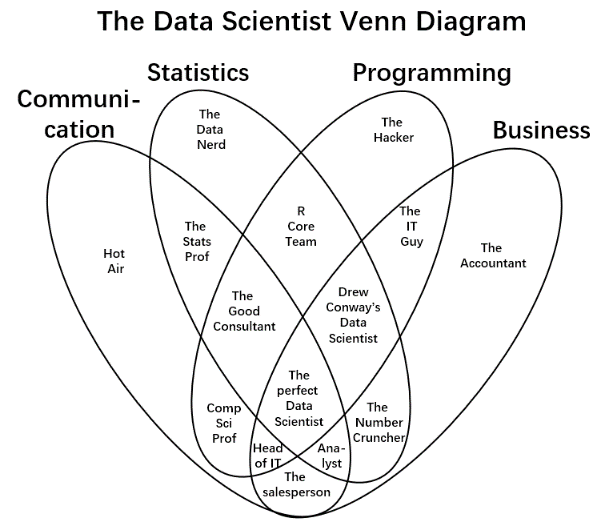 The Data Scientist Venn Diagram
Statistics
Programming
Communi-
cation
Business
The
Data
Nerd
The
Hacker
The
Stats
Prof
R
Core
Team
The
IT
Guy
Hot
Air
The
Accountant
The
Good
Consultant
Drew
Conway's
Data
Scientist
The
perfect
Data
Scientist
Comp
Sci
Prof
The
Number
Cruncher
Head
of IT
Ana-
lyst
The
salesperson